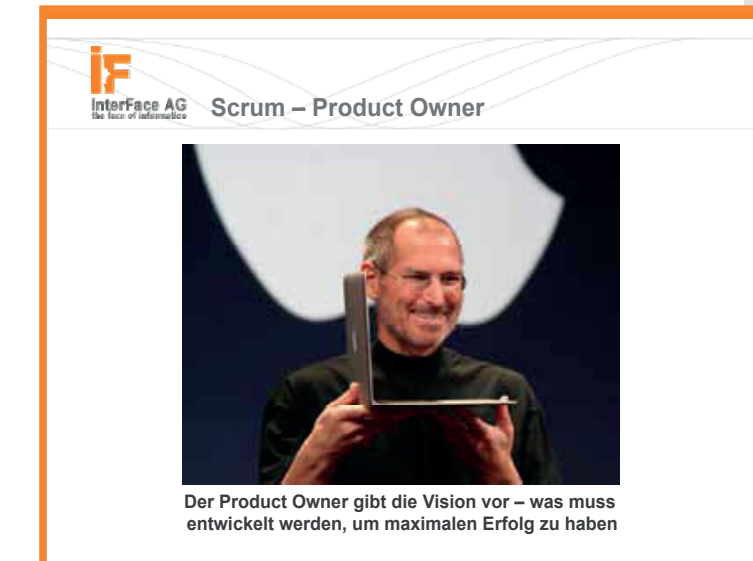 InterFace AG
the face of informatics
Scrum – Product Owner
Der Product Owner gibt die Vision vor – was muss
entwickelt werden, um maximalen Erfolg zu haben